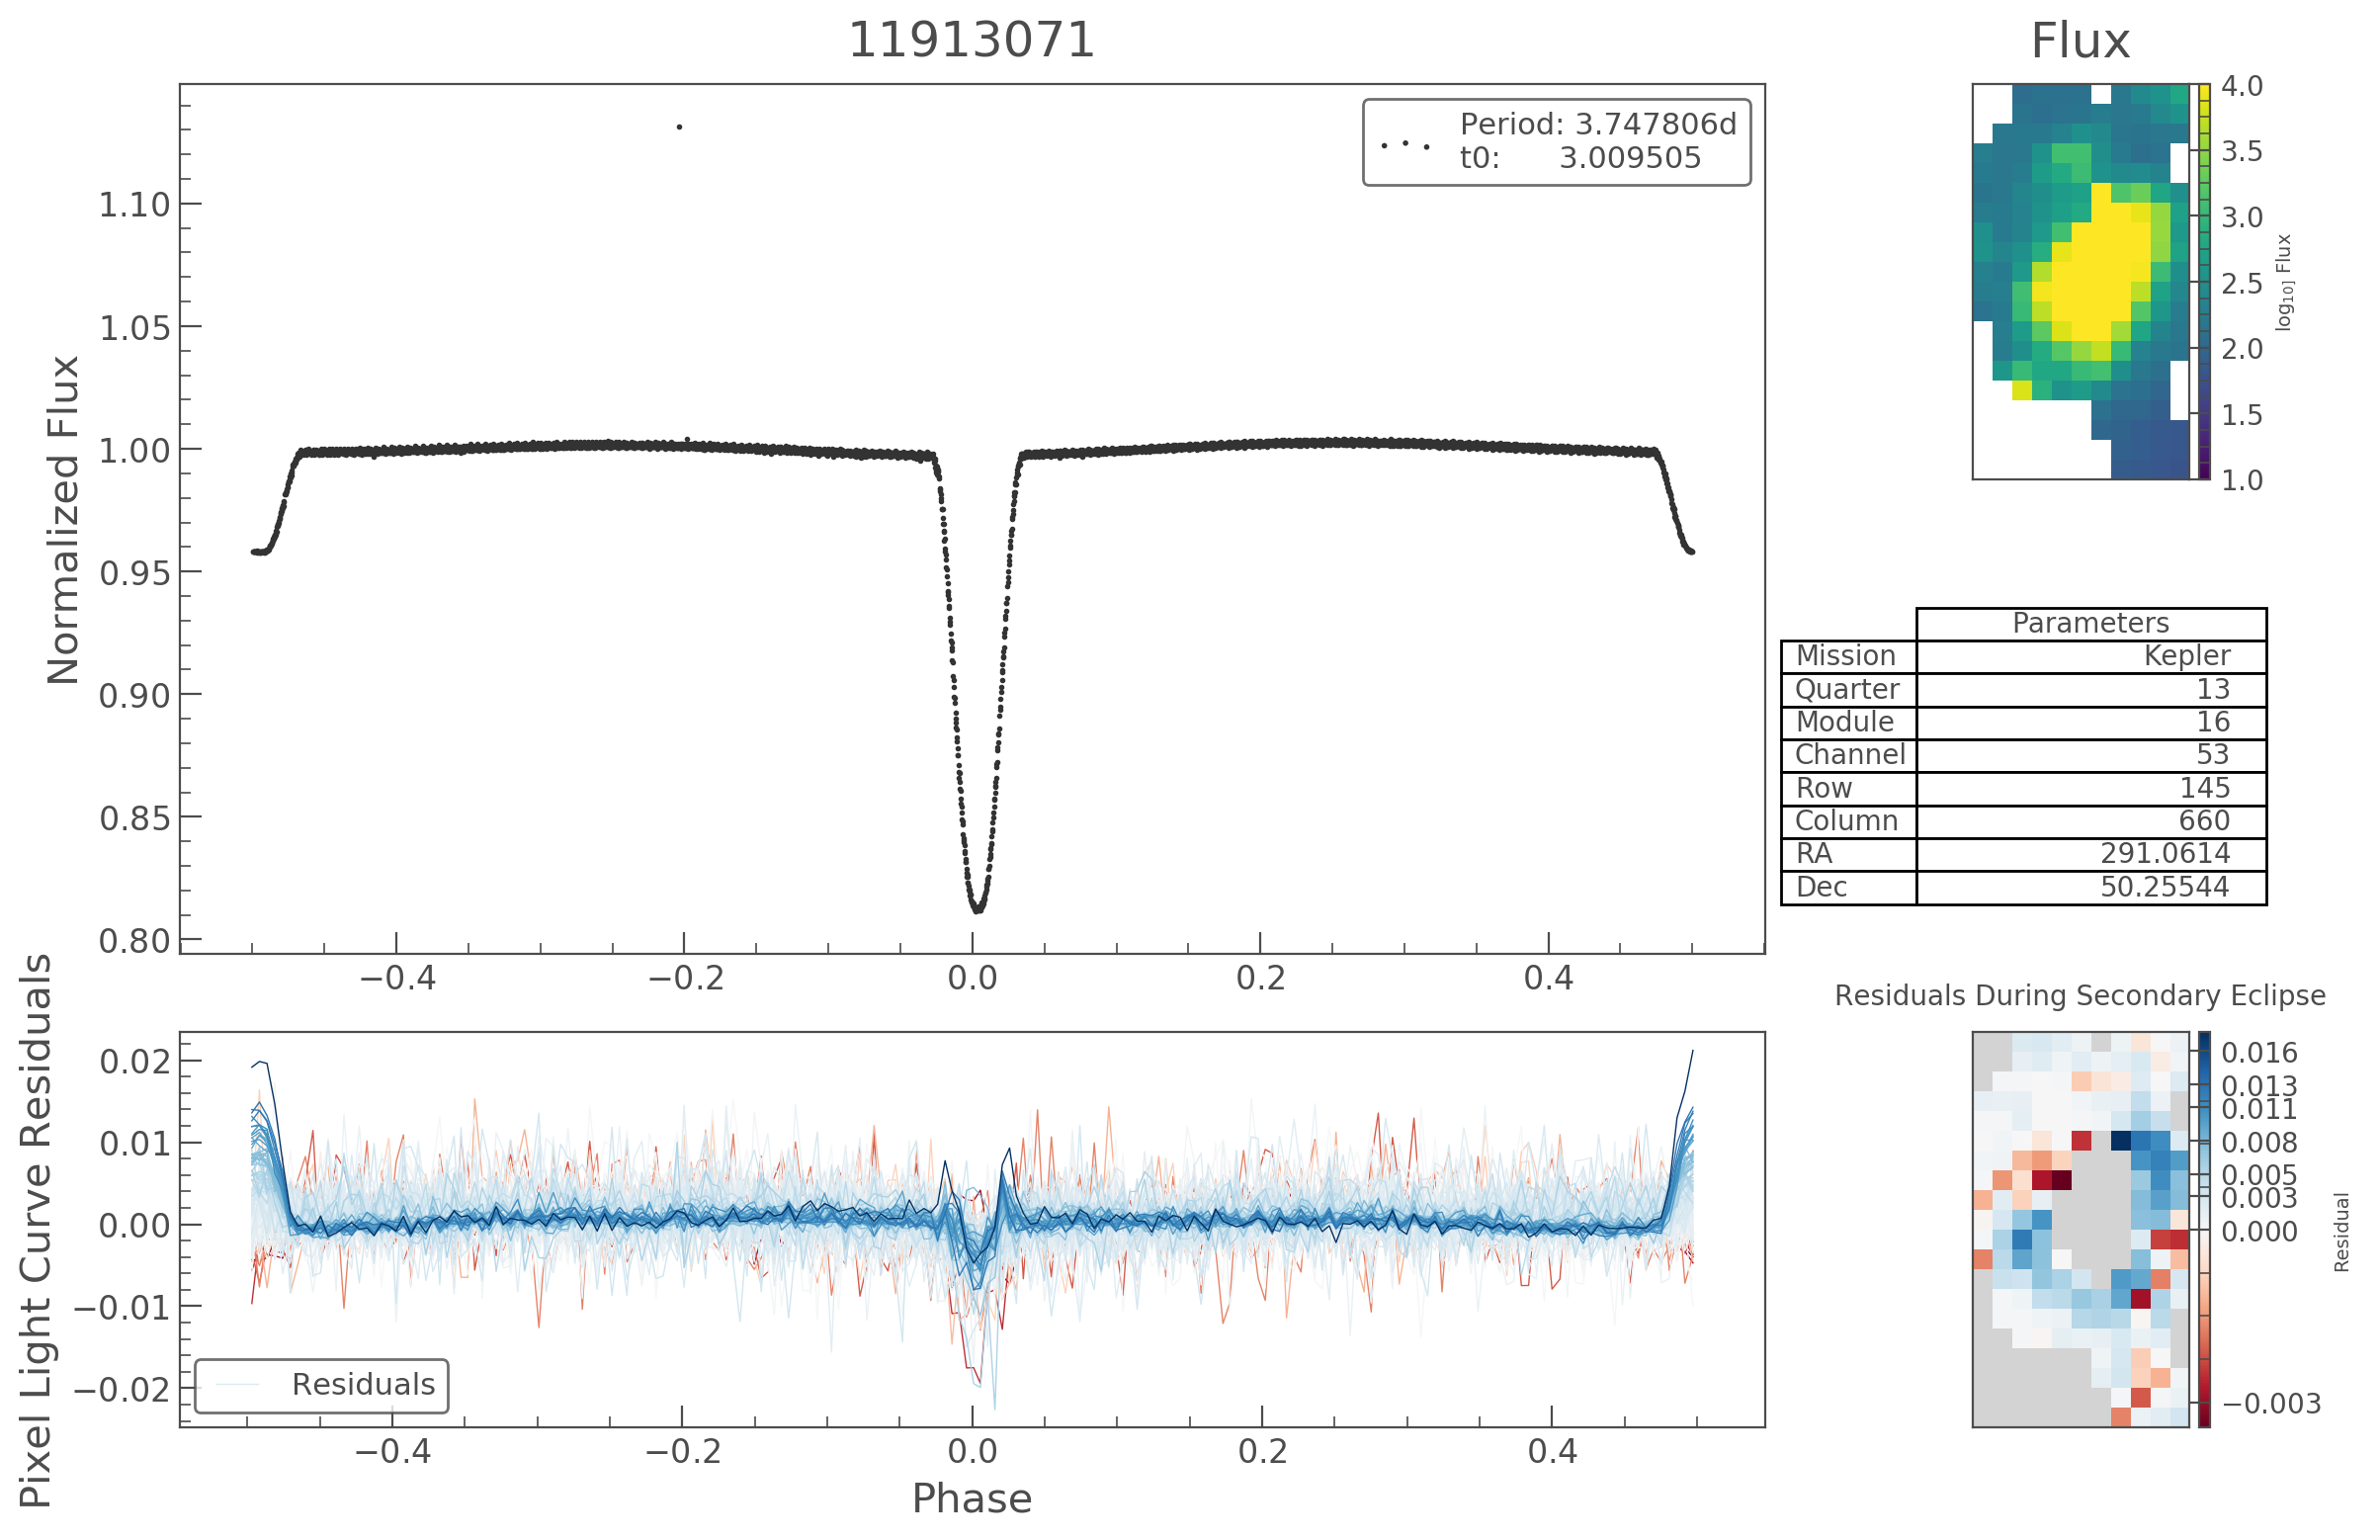 11913071
Flux
Period: 3.747806d
t0: 3.009505
Normalized Flux
1.10
1.05
1.00
0.95
0.90
0.85
0.80
−0.4
−0.2
0.0
0.2
0.4
4.0
3.5
3.0
2.5
2.0
1.5
1.0
log10] Flux
Parameters
Mission Kepler
Quarter 13
Module 16
Channel 53
Row 145
Column 660
RA 291.0614
Dec 50.25544
Pixel Light Curve Residuals
0.02
0.01
0.00
−0.01
−0.02
Residuals
−0.4
−0.2
0.0
0.2
0.4
Phase
Residuals During Secondary Eclipse
0.016
0.013
0.011
0.008
0.005
0.003
0.000
−0.003
Residual